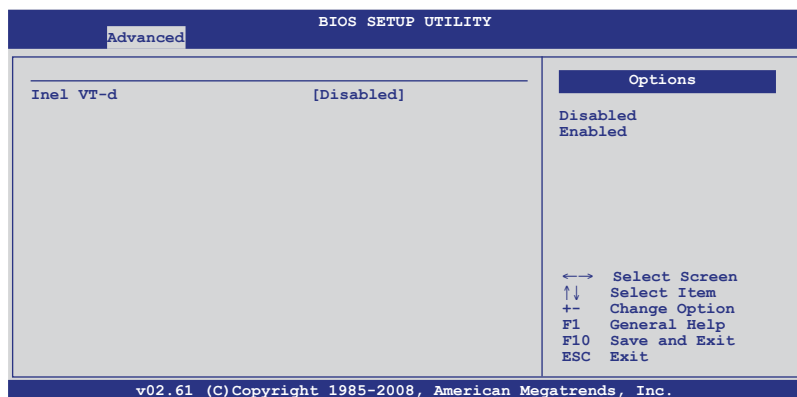 BIOS SETUP UTILITY
Advanced
Inel VT-d [Disabled]
Options
Disabled
Enabled
←→ Select Screen
↑↓ Select Item
+- Change Option
F1 General Help
F10 Save and Exit
ESC Exit
v02.61 (C)Copyright 1985-2008, American Megatrends, Inc.